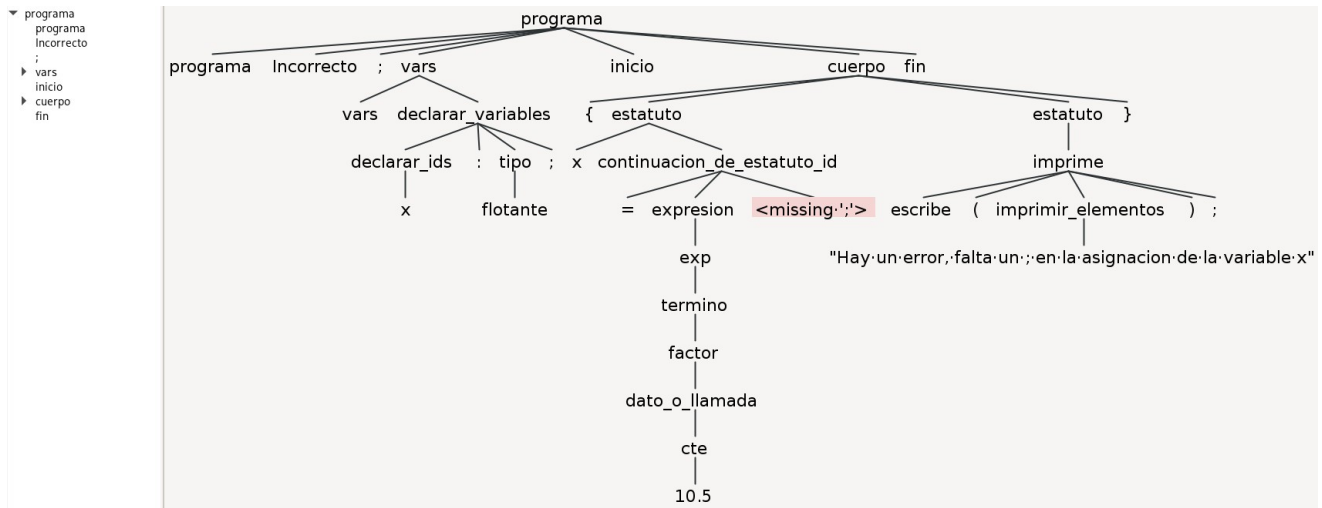 programa
programa
Incorrecto
;
vars
inicio
cuerpo
fin
programa
programa Incorrecto ; vars inicio cuerpo fin
vars declarar_variables { estatuto estatuto }
declarar_ids : tipo ; x continuacion_de_estatuto_id imprime
x flotante = expresion <missing·';'> escribe ( imprimir_elementos ) ;
exp "Hay·un·error,·falta·un·;·en·la·asignacion·de·la·variable·x"
termino
factor
dato_o_llamada
cte
10.5